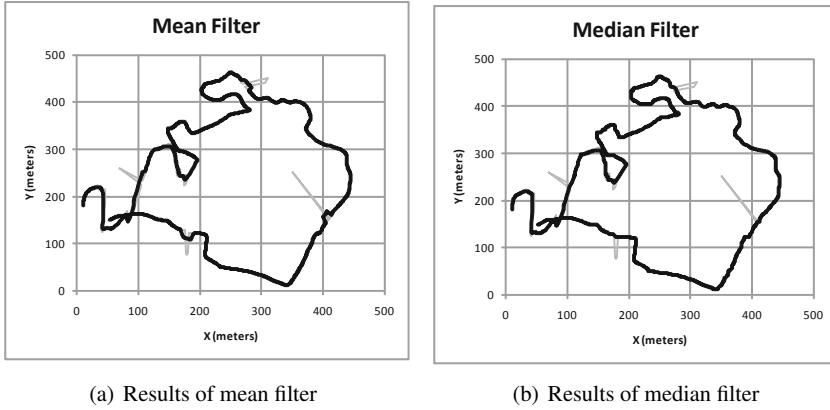 Mean Filter
500
400
300
200
100
0
Y (meters)
0 100 200 300 400 500
X (meters)
(a) Results of mean filter
Median Filter
500
400
300
200
100
0
Y (meters)
0 100 200 300 400 500
X (meters)
(b) Results of median filter